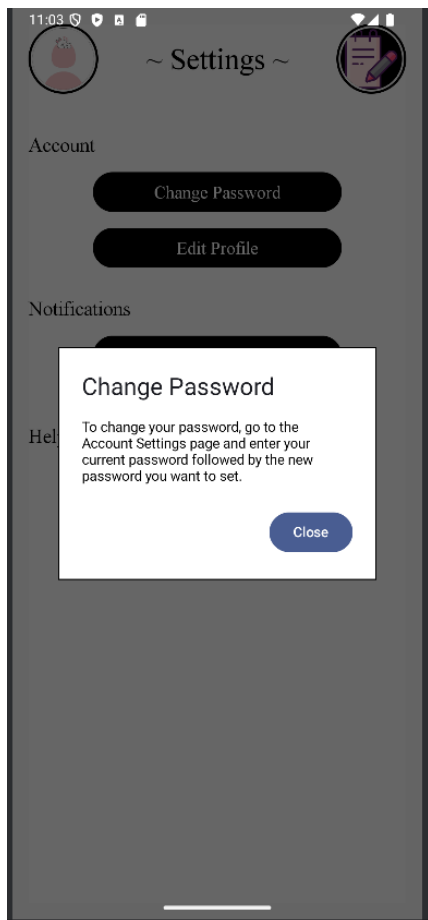 11:03
~ Settings ~
Account
Change Password
Edit Profile
Notifications
Hel
Change Password
To change your password, go to the
Account Settings page and enter your
current password followed by the new
password you want to set.
Close